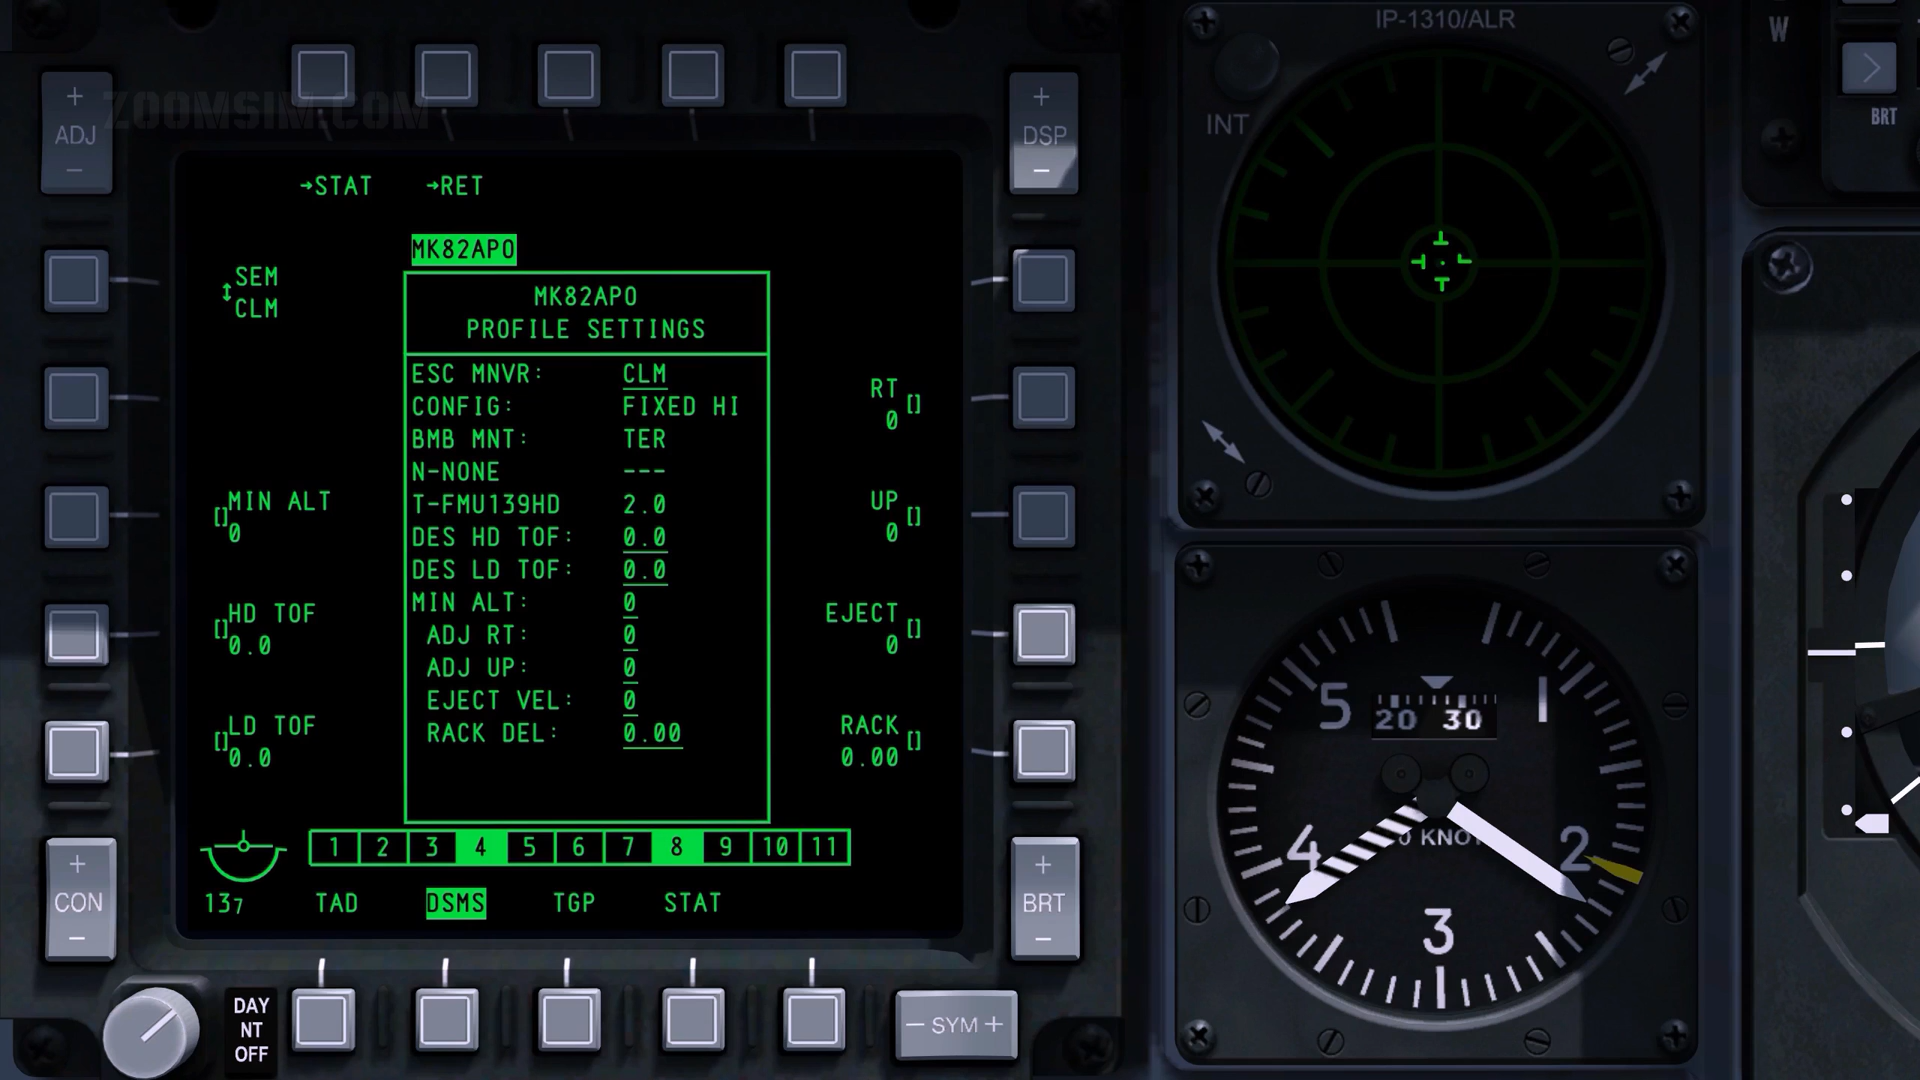 ZOOMSIM.COM
+
ADJ
-
+
DSP
-
→STAT →RET
MK82APO
↕SEM
CLM
MK82APO
PROFILE SETTINGS
ESC MNVR: CLM
CONFIG: FIXED HI
BMB MNT: TER
N-NONE ---
T-FMU139HD 2.0
DES HD TOF: 0.0
DES LD TOF: 0.0
MIN ALT: 0
ADJ RT: 0
ADJ UP: 0
EJECT VEL: 0
RACK DEL: 0.00
[]MIN ALT
0
[]HD TOF
0.0
[]LD TOF
0.0
RT []
0
UP []
0
EJECT []
0
RACK []
0.00
1 2 3 4 5 6 7 8 9 10 11
137 TAD DSMS TGP STAT
+
CON
-
+
BRT
-
DAY
NT
OFF
- SYM +
IP-1310/ALR
INT
W
BRT
5 1
20 30
4 2
KNO
3